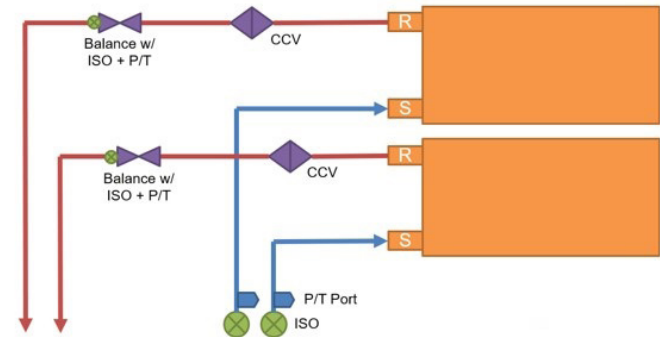 R
Balance w/
ISO + P/T
CCV
S
R
Balance w/
ISO + P/T
CCV
S
P/T Port
ISO